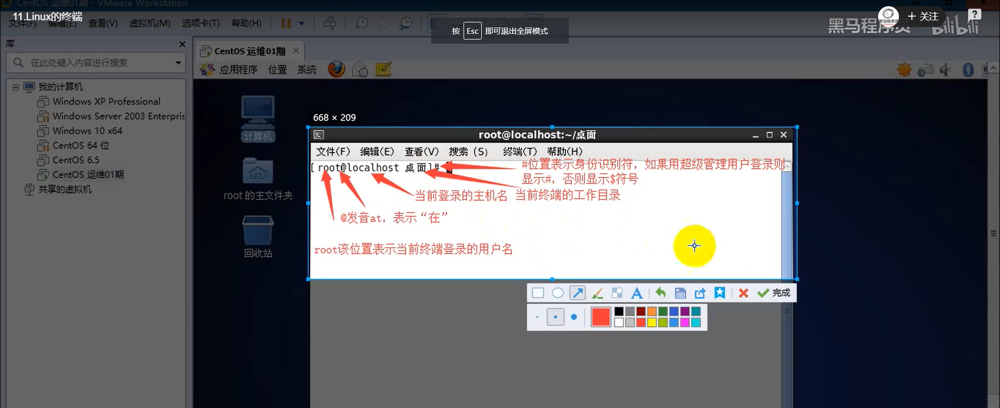 CentOS 运维01期 - VMware Workstation
11.Linux的终端
文件(F) 编辑(E) 查看(V) 虚拟机(M) 选项卡(T) 帮助(H)
按 Esc 即可退出全屏模式
+ 关注
?
黑马程序员 bilibili
库
在此处键入内容进行搜索
我的计算机
Windows XP Professional
Windows Server 2003 Enterpris
Windows 10 x64
CentOS 64 位
CentOS 6.5
CentOS 运维01期
共享的虚拟机
CentOS 运维01期
应用程序 位置 系统
计算机
root 的主文件夹
回收站
668 × 209
root@localhost:~/桌面
文件(F) 编辑(E) 查看(V) 搜索 (S) 终端(T) 帮助(H)
[root@localhost 桌面]#
#位置表示身份识别符，如果用超级管理用户登录则
显示#，否则显示$符号
当前登录的主机名 当前终端的工作目录
@发音at，表示“在”
root该位置表示当前终端登录的用户名
A
完成